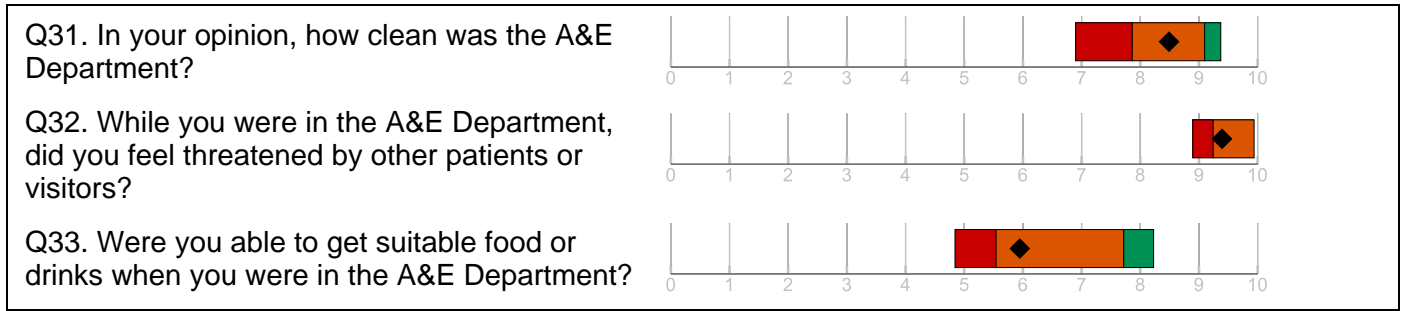 Q31. In your opinion, how clean was the A&E
Department?
0 1 2 3 4 5 6 7 8 9 10
Q32. While you were in the A&E Department,
did you feel threatened by other patients or
visitors?
0 1 2 3 4 5 6 7 8 9 10
Q33. Were you able to get suitable food or
drinks when you were in the A&E Department?
0 1 2 3 4 5 6 7 8 9 10